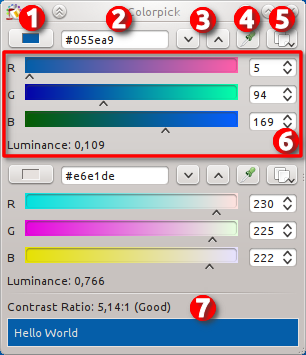 Colorpick
1 2 3 4 5
#055ea9
R 5
G 94
B 169
Luminance: 0,109
6
#e6e1de
R 230
G 225
B 222
Luminance: 0,766
Contrast Ratio: 5,14:1 (Good) 7
Hello World